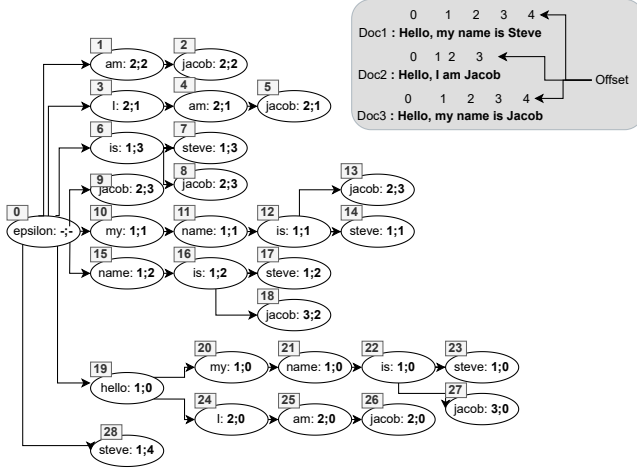 0 1 2 3 4
Doc1 : Hello, my name is Steve
0 1 2 3
Doc2 : Hello, I am Jacob
Offset
0 1 2 3 4
Doc3 : Hello, my name is Jacob
1
am: 2;2
2
jacob: 2;2
3
I: 2;1
4
am: 2;1
5
jacob: 2;1
6
is: 1;3
7
steve: 1;3
8
jacob: 2;3
9
jacob: 2;3
0
epsilon: -;-
10
my: 1;1
11
name: 1;1
12
is: 1;1
13
jacob: 2;3
14
steve: 1;1
15
name: 1;2
16
is: 1;2
17
steve: 1;2
18
jacob: 3;2
19
hello: 1;0
20
my: 1;0
21
name: 1;0
22
is: 1;0
23
steve: 1;0
24
I: 2;0
25
am: 2;0
26
jacob: 2;0
27
jacob: 3;0
28
steve: 1;4